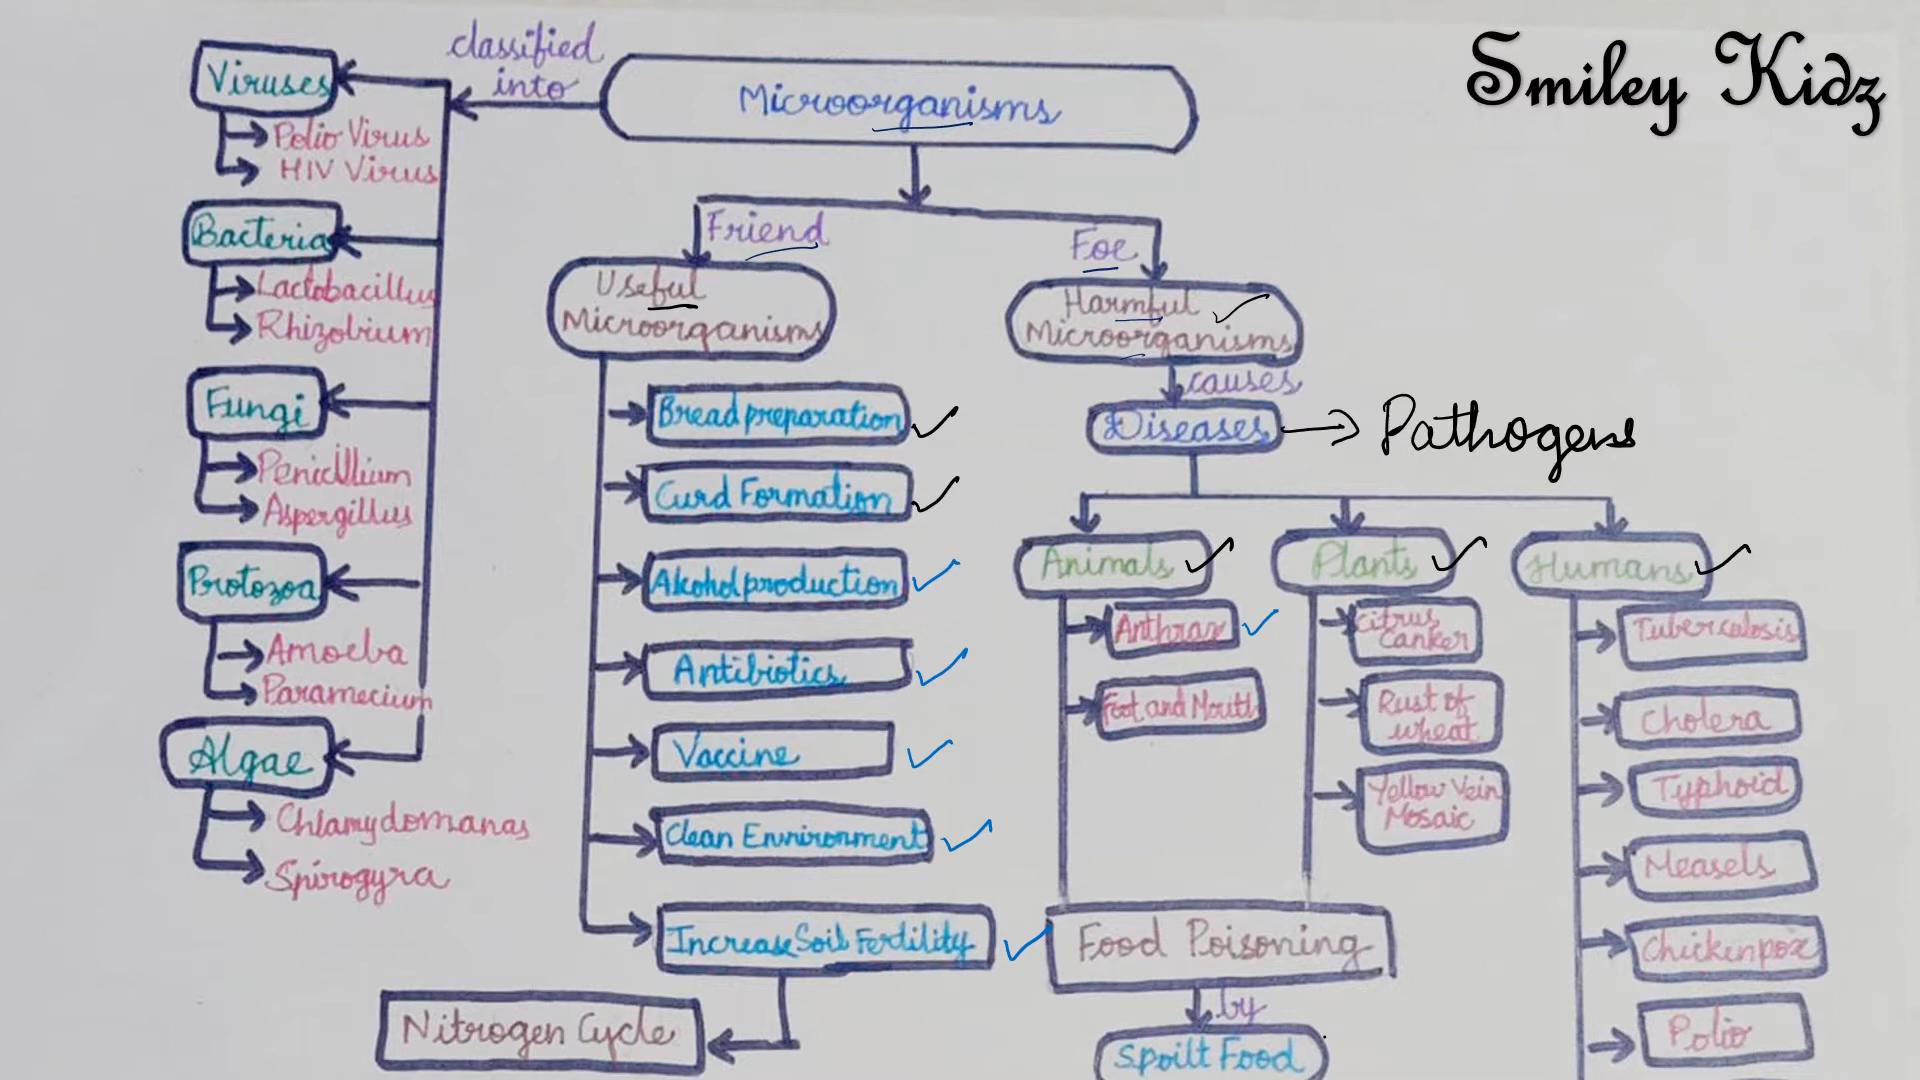 Smiley Kidz
Microorganisms
classified
into
Viruses
Polio Virus
HIV Virus
Bacteria
Lactobacillus
Rhizobium
Fungi
Penicillium
Aspergillus
Protozoa
Amoeba
Paramecium
Algae
Chlamydomanas
Spirogyra
Friend
Useful
Microorganisms
Bread preparation
Curd Formation
Alcohol production
Antibiotics
Vaccine
Clean Environment
Increase Soil Fertility
Nitrogen Cycle
Foe
Harmful
Microorganisms
causes
Diseases
Pathogens
Animals
Anthrax
Foot and Mouth
Plants
Citrus
Canker
Rust of
wheat
Yellow Vein
Mosaic
Humans
Tuberculosis
Cholera
Typhoid
Measels
Chickenpox
Polio
Food Poisoning
by
Spoilt Food